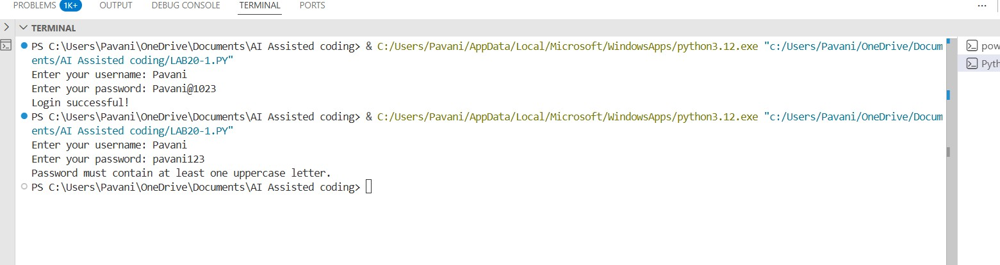 PROBLEMS 1K+ OUTPUT DEBUG CONSOLE TERMINAL PORTS ...
TERMINAL
PS C:\Users\Pavani\OneDrive\Documents\AI Assisted coding> & C:/Users/Pavani/AppData/Local/Microsoft/WindowsApps/python3.12.exe "c:/Users/Pavani/OneDrive/Docum
ents/AI Assisted coding/LAB20-1.PY"
Enter your username: Pavani
Enter your password: Pavani@1023
Login successful!
PS C:\Users\Pavani\OneDrive\Documents\AI Assisted coding> & C:/Users/Pavani/AppData/Local/Microsoft/WindowsApps/python3.12.exe "c:/Users/Pavani/OneDrive/Docum
ents/AI Assisted coding/LAB20-1.PY"
Enter your username: Pavani
Enter your password: pavani123
Password must contain at least one uppercase letter.
PS C:\Users\Pavani\OneDrive\Documents\AI Assisted coding>
pow
Pyth